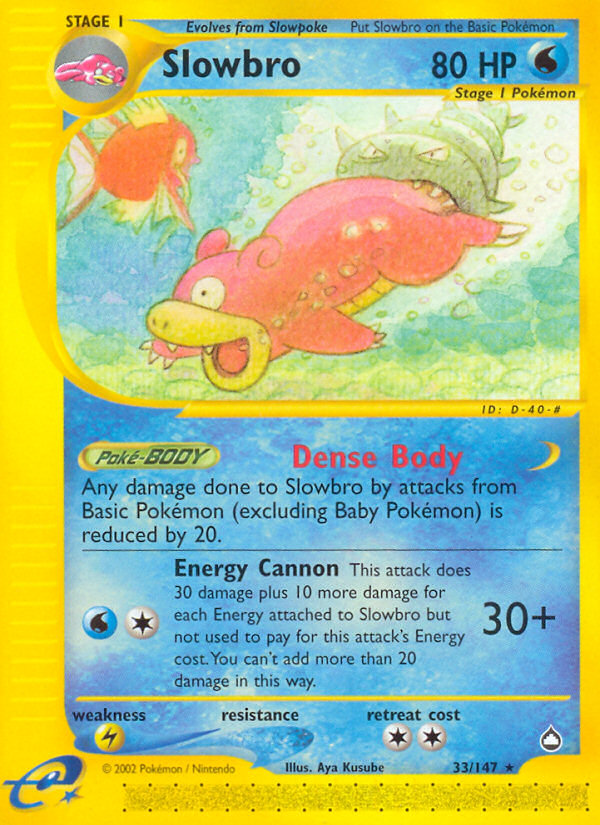 STAGE 1
Evolves from Slowpoke Put Slowbro on the Basic Pokémon
Slowbro 80 HP
Stage 1 Pokémon
ID: D-40-#
Poké-BODY Dense Body
Any damage done to Slowbro by attacks from
Basic Pokémon (excluding Baby Pokémon) is
reduced by 20.
Energy Cannon This attack does
30 damage plus 10 more damage for
each Energy attached to Slowbro but
not used to pay for this attack's Energy
cost. You can't add more than 20
damage in this way.
30+
weakness resistance retreat cost
© 2002 Pokémon / Nintendo Illus. Aya Kusube 33/147 ★
e